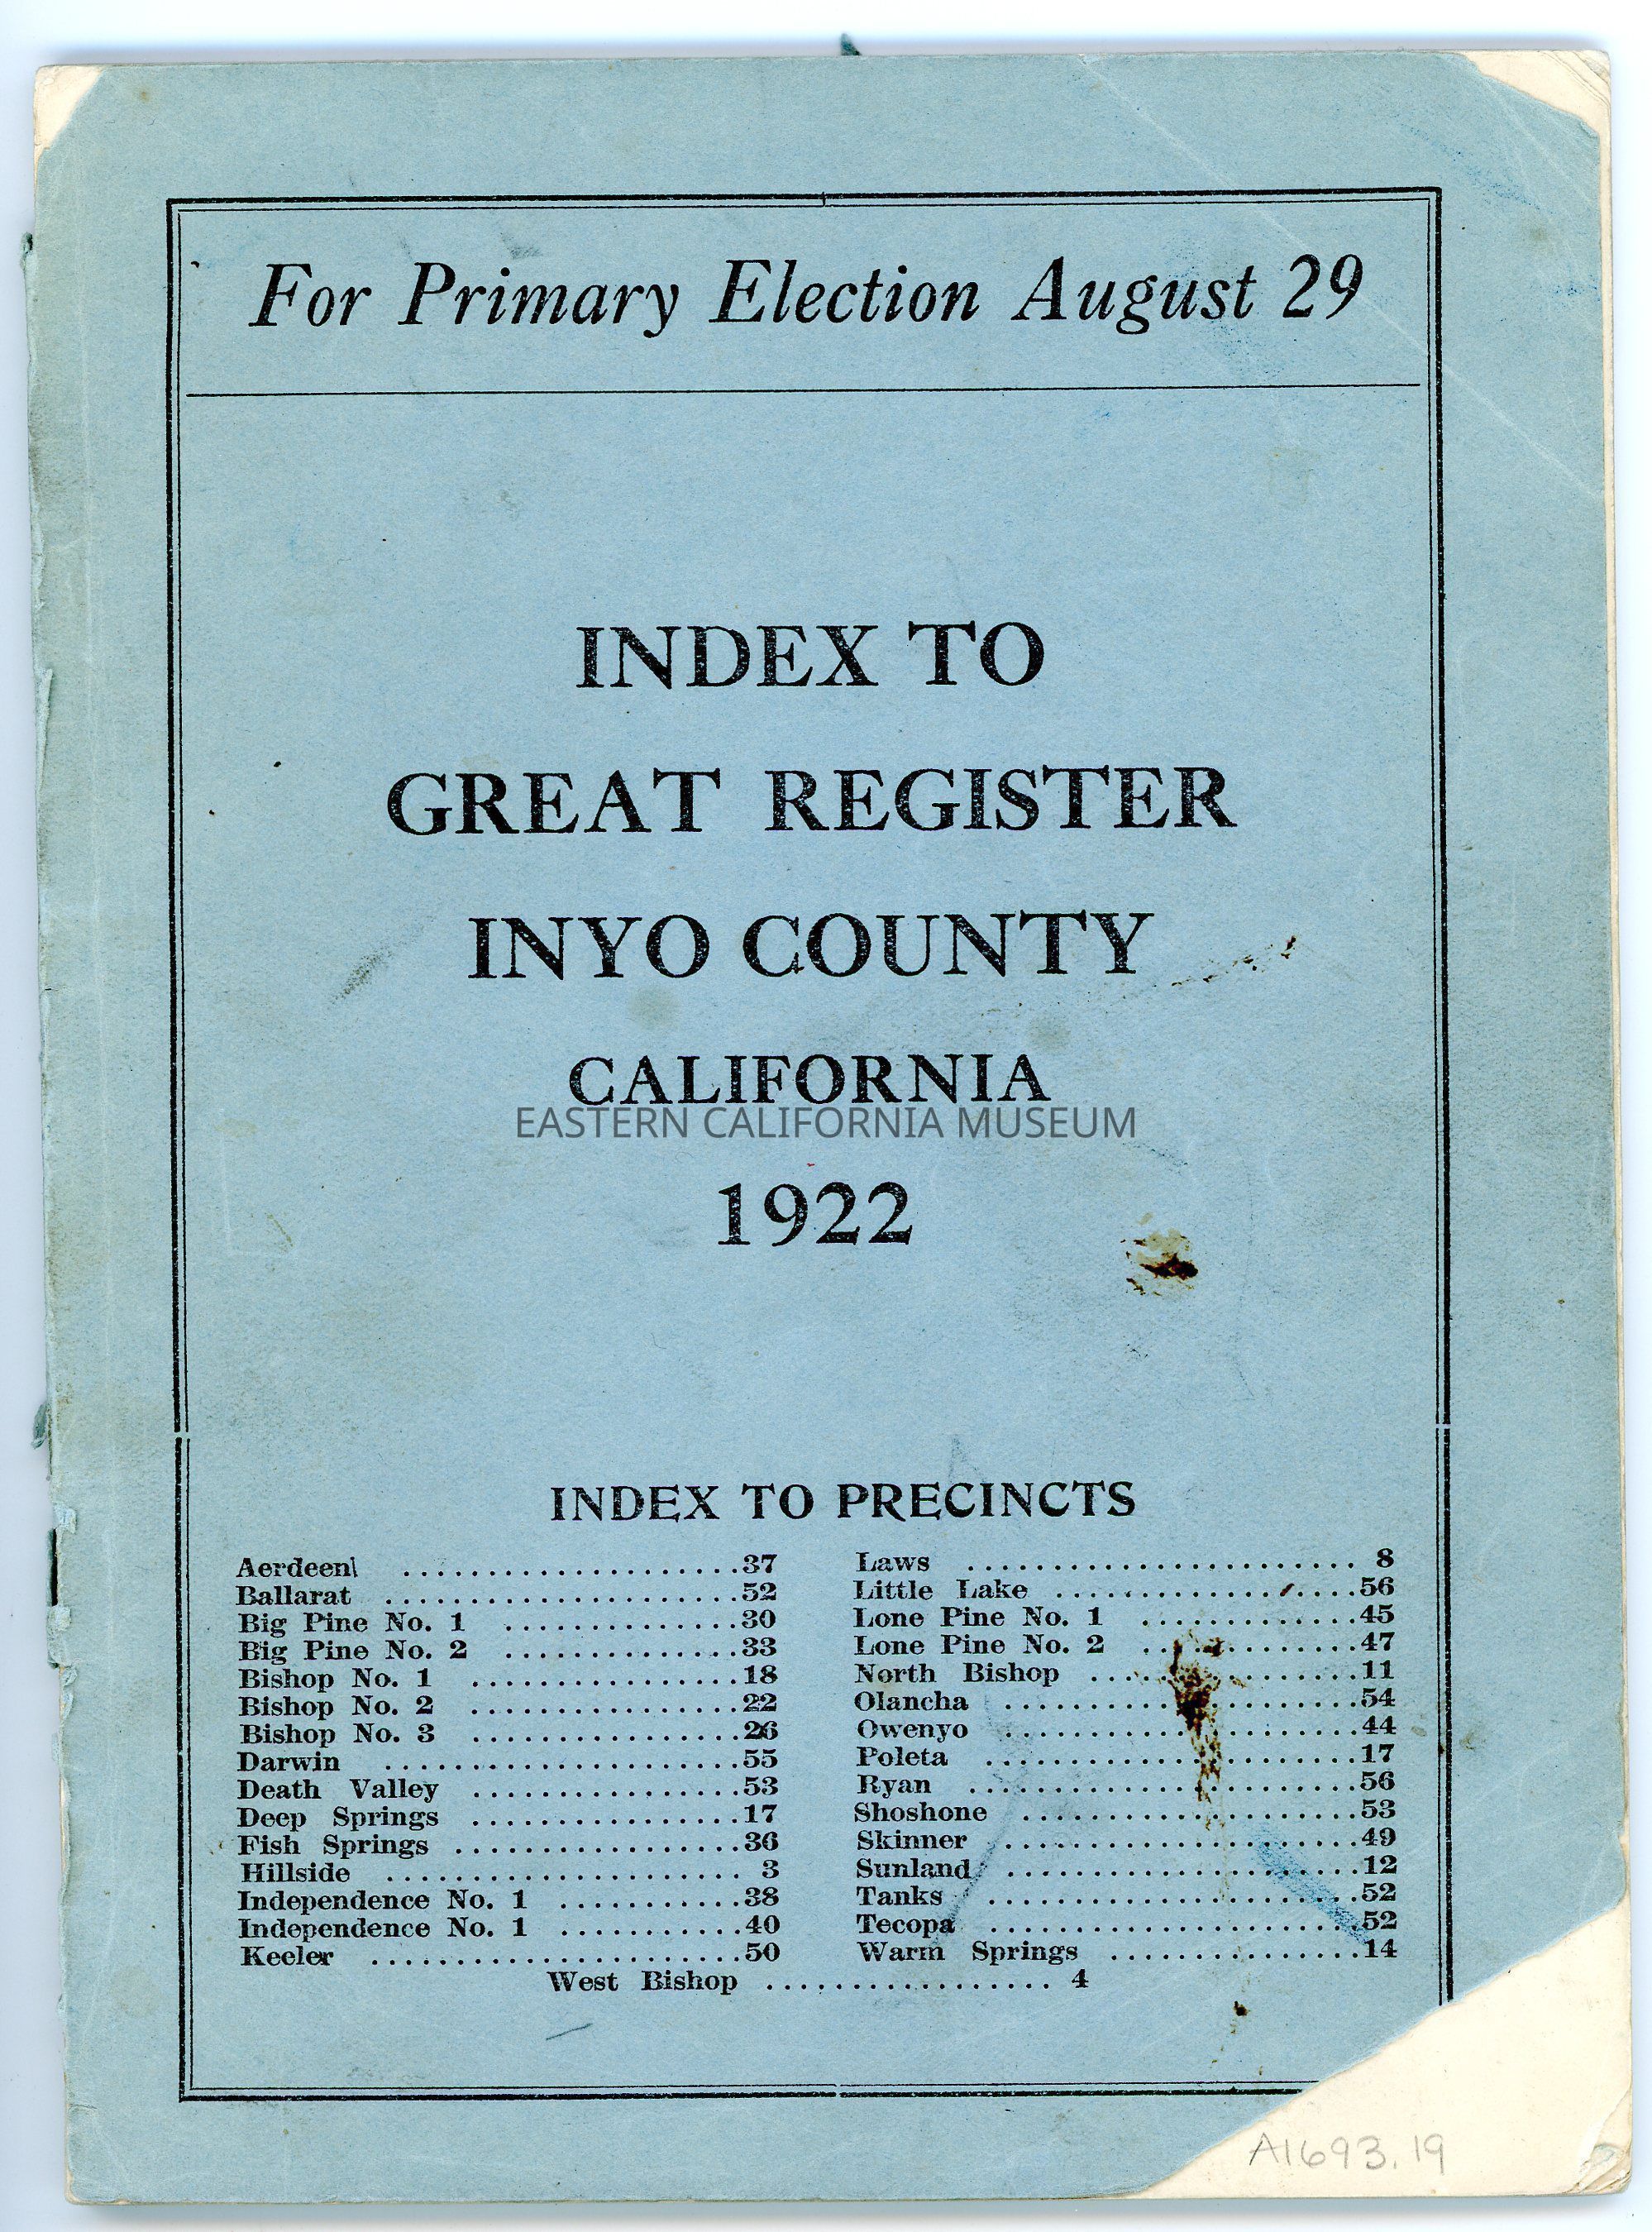 For Primary Election August 29
INDEX TO
GREAT REGISTER
INYO COUNTY
CALIFORNIA
EASTERN CALIFORNIA MUSEUM
1922
INDEX TO PRECINCTS
Aerdeen ....................37
Ballarat .....................52
Big Pine No. 1 ..............30
Big Pine No. 2 ..............33
Bishop No. 1 ................18
Bishop No. 2 ................22
Bishop No. 3 ................26
Darwin .....................55
Death Valley ................53
Deep Springs ................17
Fish Springs .................36
Hillside ..................... 3
Independence No. 1 ...........38
Independence No. 1 ...........40
Keeler ......................50
Laws ....................... 8
Little Lake ..................56
Lone Pine No. 1 .............45
Lone Pine No. 2 .............47
North Bishop ................11
Olancha .....................54
Owenyo .....................44
Poleta ......................17
Ryan .......................56
Shoshone ....................53
Skinner .....................49
Sunland .....................12
Tanks ......................52
Tecopa ......................52
Warm Springs ...............14
West Bishop ................. 4
A1693.19